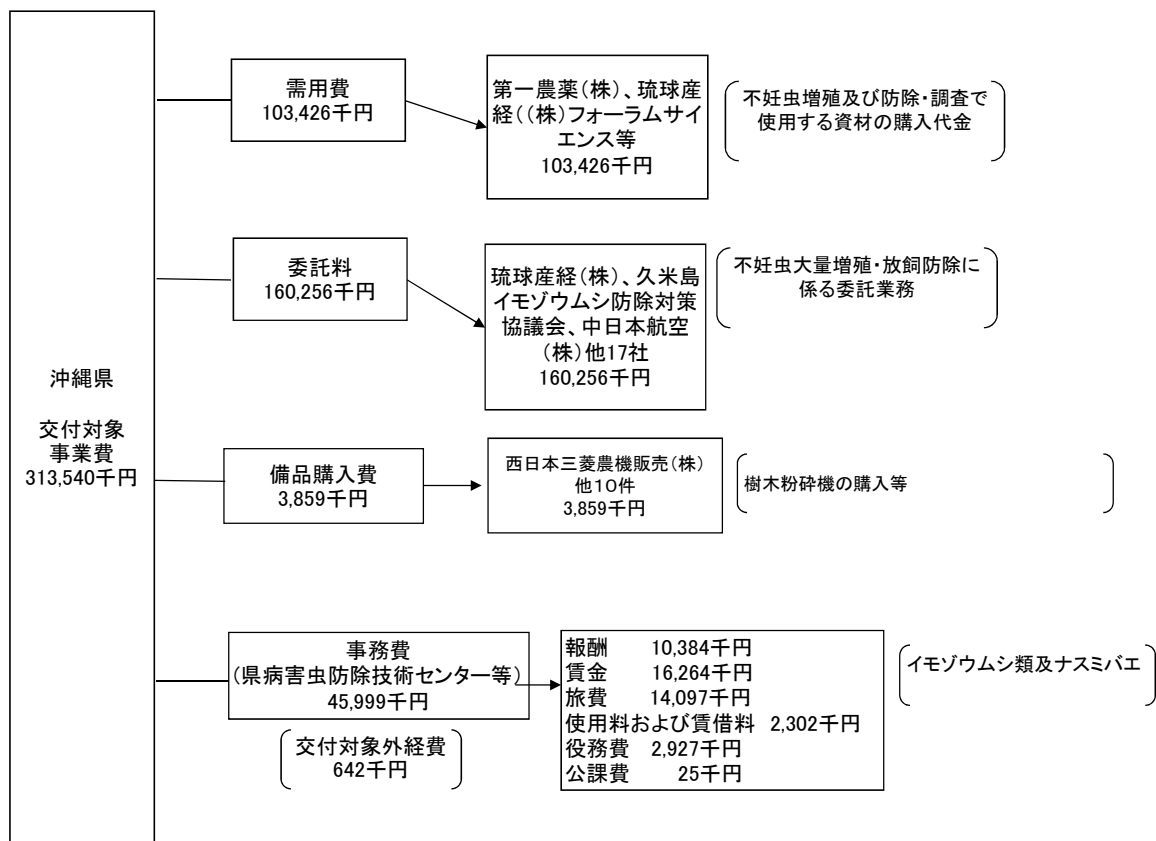 沖縄県
交付対象
事業費
313,540千円
需用費
103,426千円
第一農薬(株)、琉球産
経((株)フォーラムサイ
エンス等
103,426千円
不妊虫増殖及び防除・調査で
使用する資材の購入代金
委託料
160,256千円
琉球産経(株)、久米島
イモゾウムシ防除対策
協議会、中日本航空
(株)他17社
160,256千円
不妊虫大量増殖・放飼防除に
係る委託業務
備品購入費
3,859千円
西日本三菱農機販売(株)
他10件
3,859千円
樹木粉砕機の購入等
事務費
(県病害虫防除技術センター等)
45,999千円
交付対象外経費
642千円
報酬 10,384千円
賃金 16,264千円
旅費 14,097千円
使用料および賃借料 2,302千円
役務費 2,927千円
公課費 25千円
イモゾウムシ類及ナスミバエ